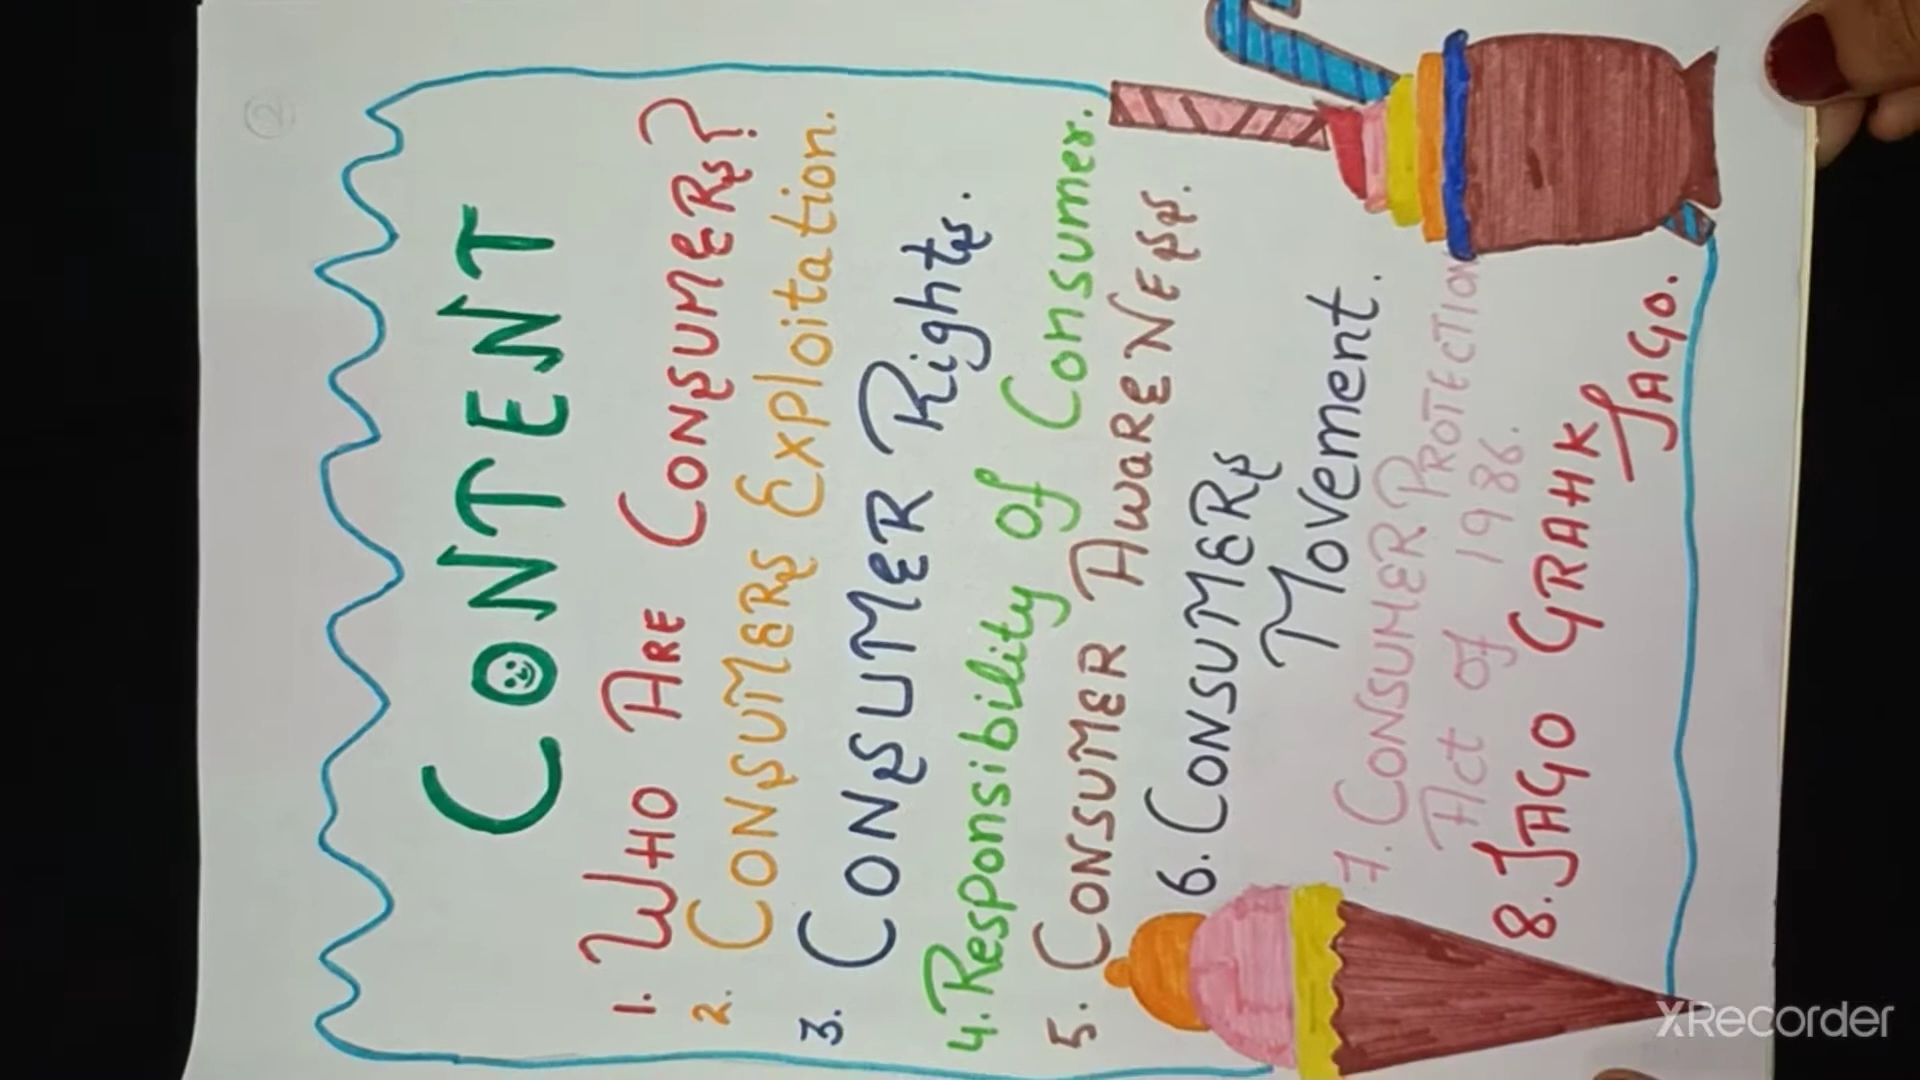 2
CONTENT
1. WHO ARE CONSUMERS?
2. CONSUMERS Exploitation.
3. CONSUMER Rights.
4. Responsibility of Consumer.
5. CONSUMER AWARENESS.
6. CONSUMERS
Movement.
7. CONSUMER PROTECTION
Act of 1986.
8. JAGO GRAHK
JAGO.
XRecorder